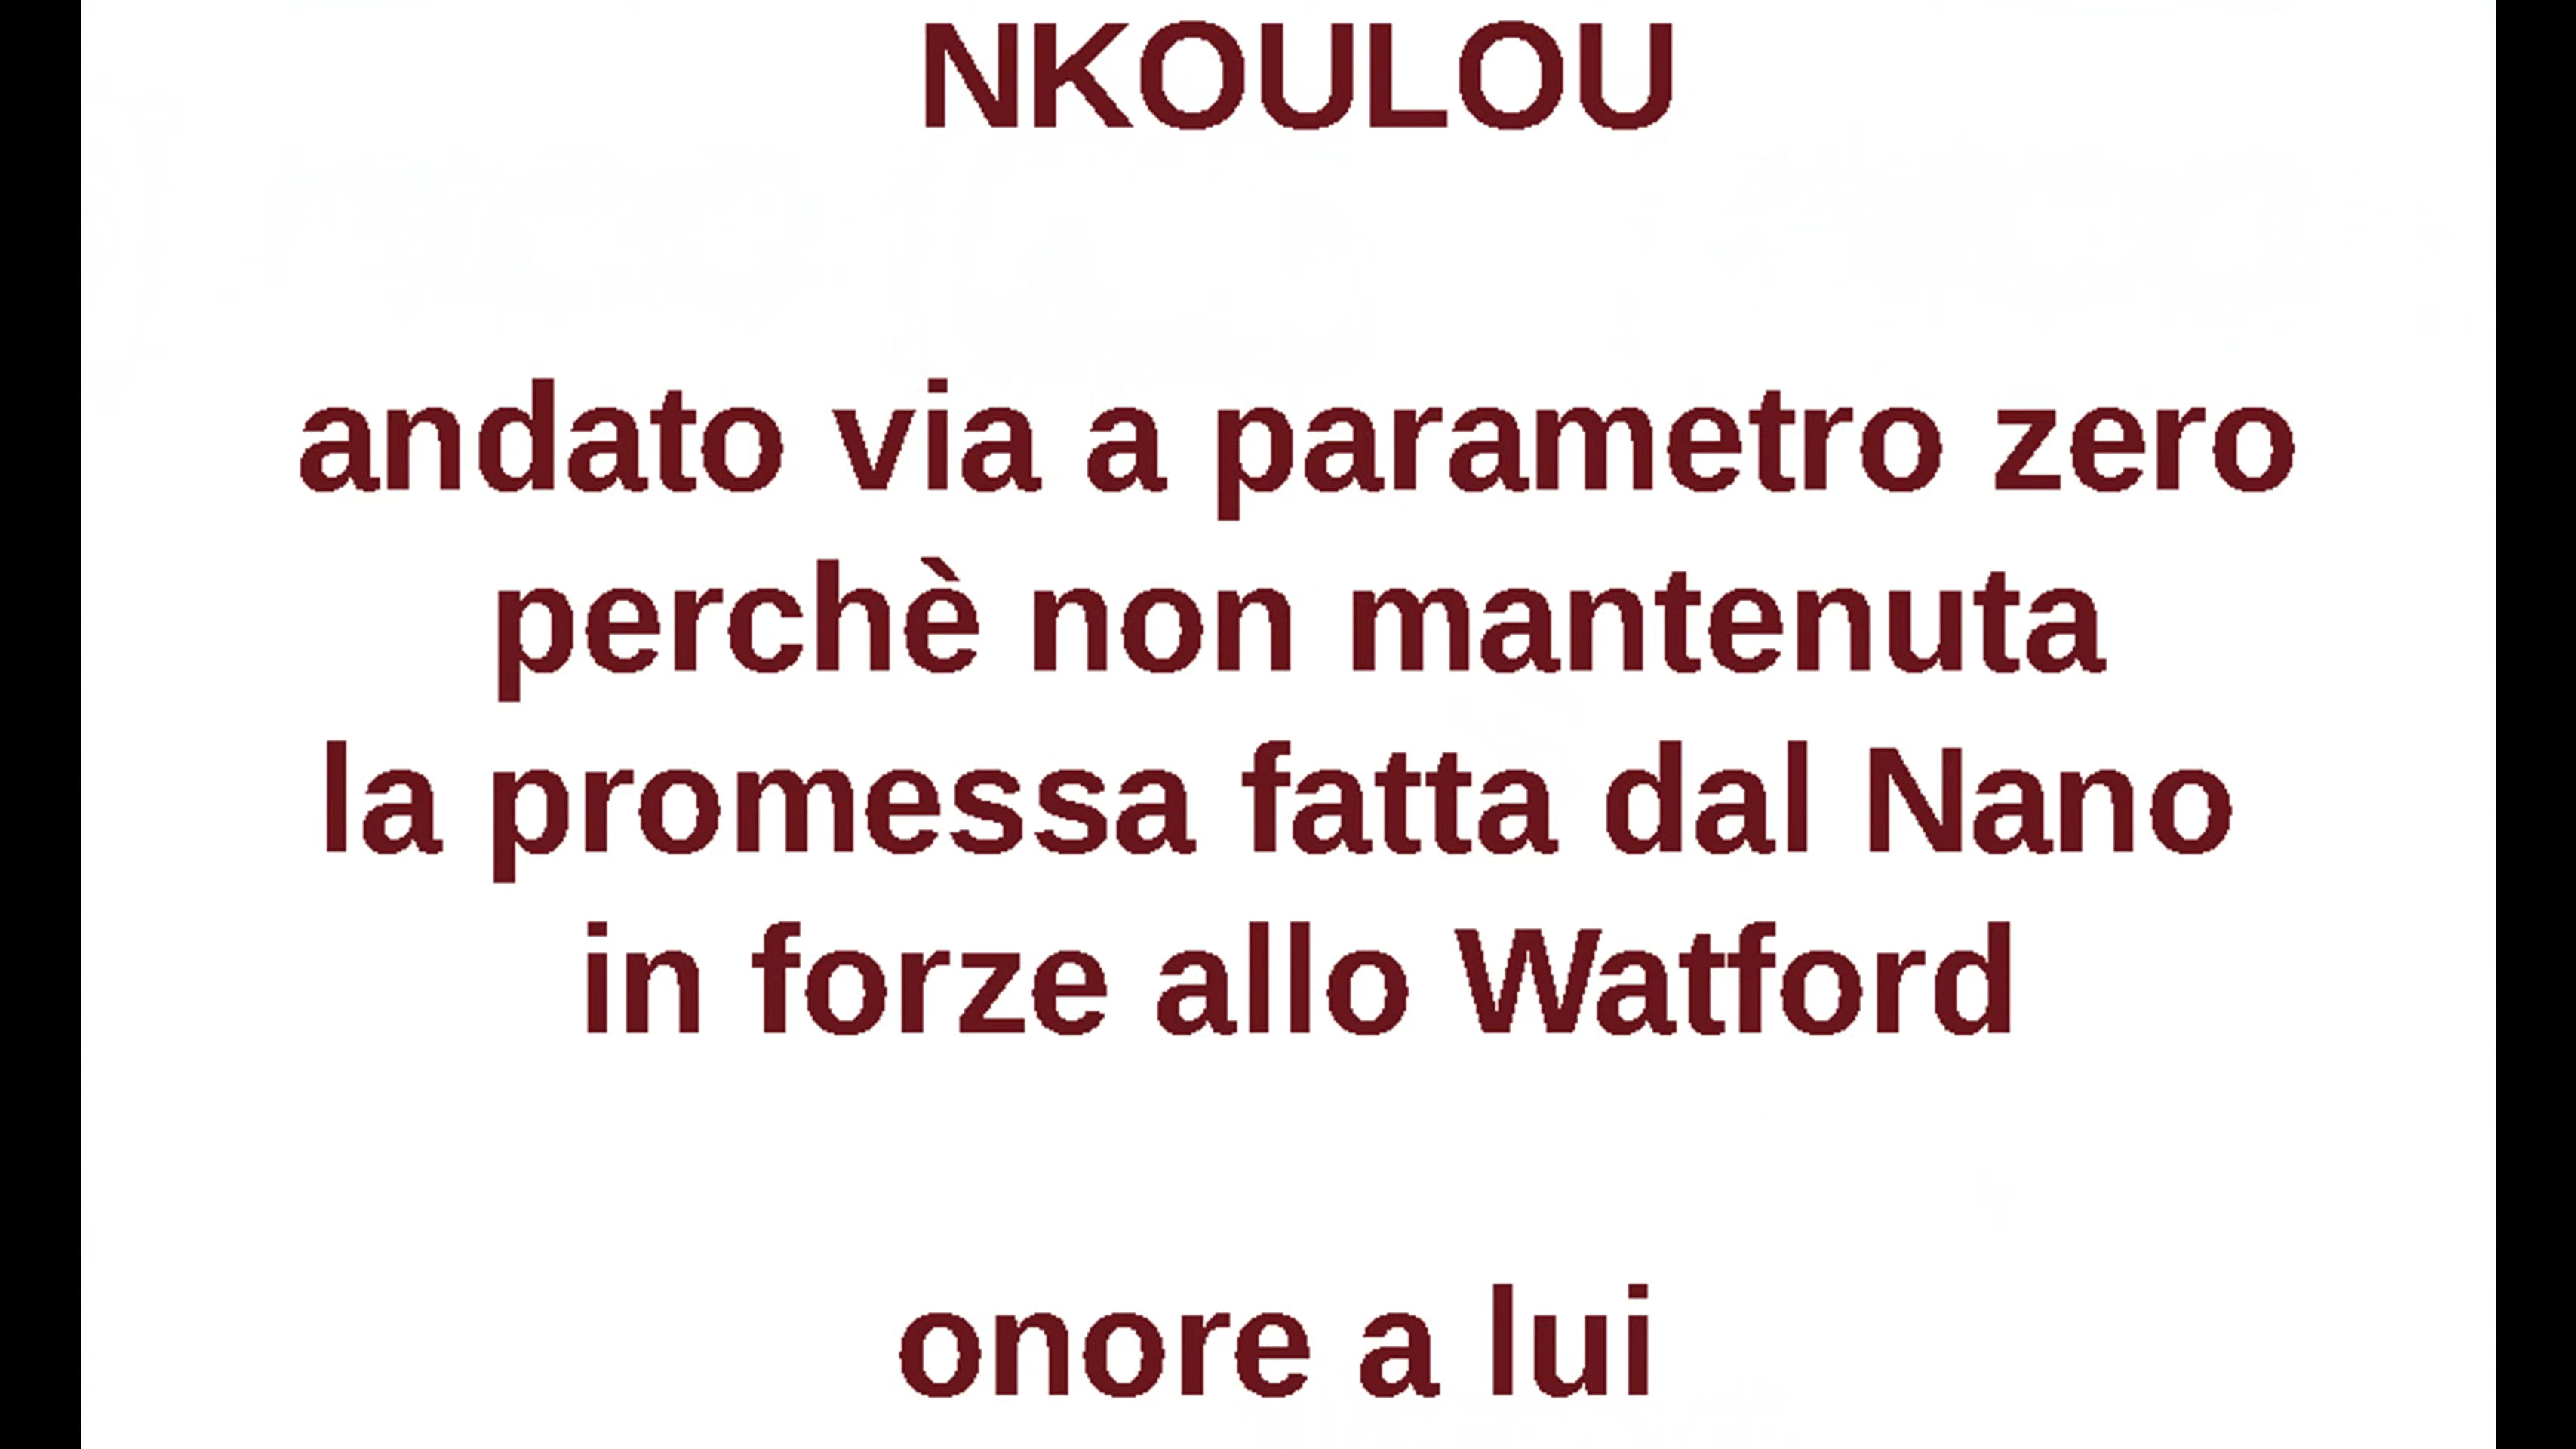 NKOULOU
andato via a parametro zero
perchè non mantenuta
la promessa fatta dal Nano
in forze allo Watford
onore a lui